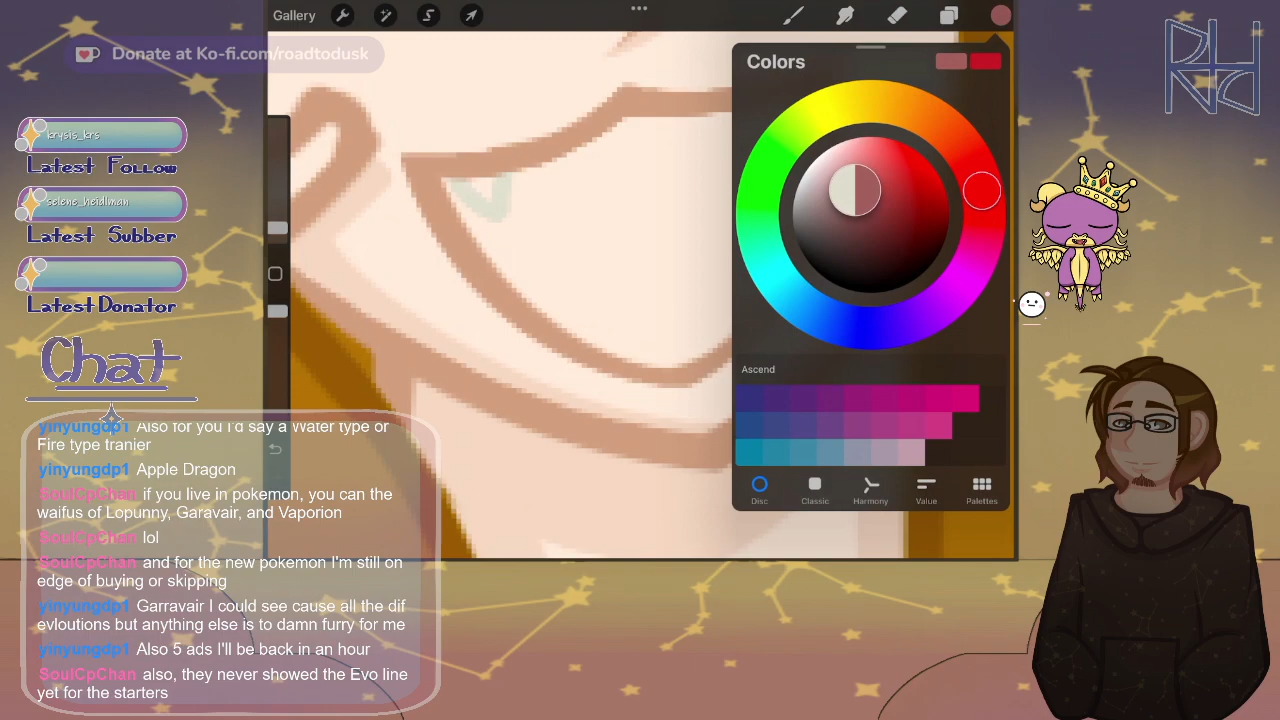 Gallery
Donate at Ko-fi.com/roadtodusk
Colors
krysis_krs
Latest Follow
selene_heidlman
Latest Subber
Latest Donator
Chat
yinyungdp1 Also for you I'd say a Water type or
Fire type tranier
yinyungdp1 Apple Dragon
SoulCpChan if you live in pokemon, you can the
waifus of Lopunny, Garavair, and Vaporion
SoulCpChan lol
SoulCpChan and for the new pokemon I'm still on
edge of buying or skipping
yinyungdp1 Garravair I could see cause all the dif
evloutions but anything else is to damn furry for me
yinyungdp1 Also 5 ads I'll be back in an hour
SoulCpChan also, they never showed the Evo line
yet for the starters
Ascend
Disc
Classic
Harmony
Value
Palettes